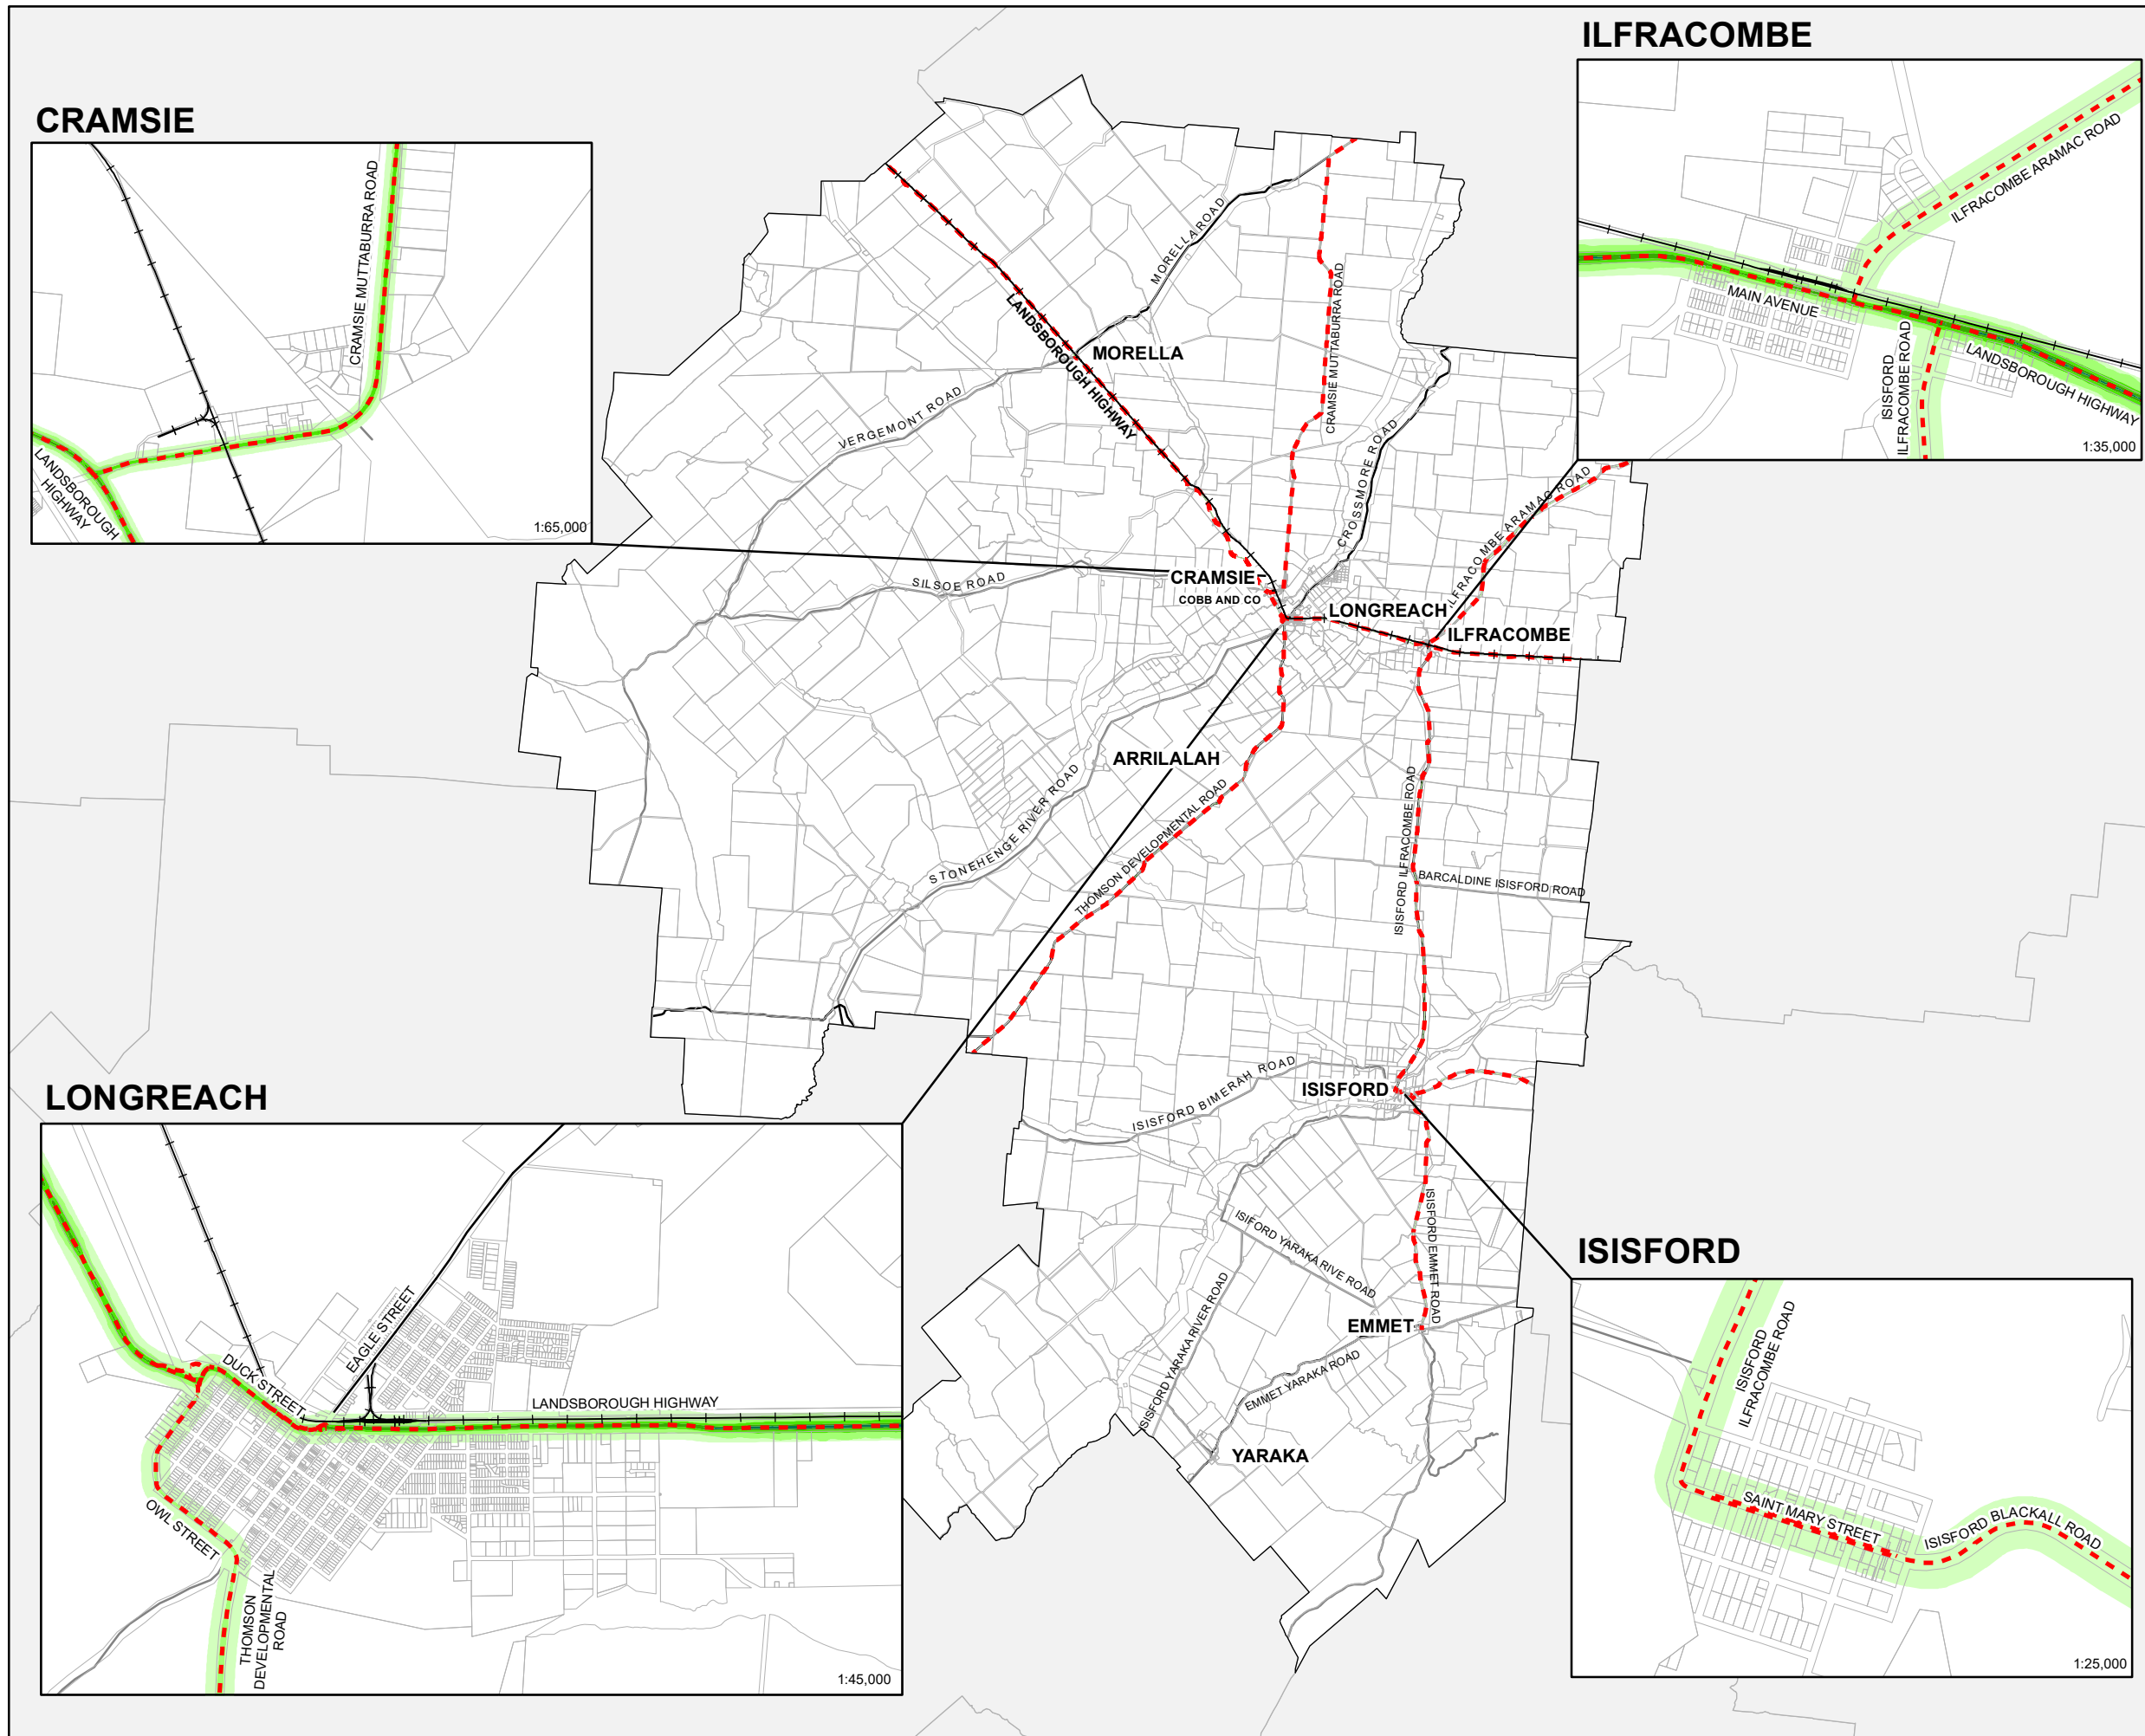 CRAMSIE
CRAMSIE MUTTABURRA ROAD
LANDSBOROUGH
HIGHWAY
1:65,000
ILFRACOMBE
ILFRACOMBE ARAMAC ROAD
MAIN AVENUE
ISISFORD
ILFRACOMBE ROAD
LANDSBOROUGH HIGHWAY
1:35,000
MORELLA ROAD
LANDSBOROUGH HIGHWAY
MORELLA
CRAMSIE MUTTABURRA ROAD
VERGEMONT ROAD
CROSSMORE ROAD
ILFRACOMBE ARAMAC ROAD
SILSOE ROAD
CRAMSIE
COBB AND CO
LONGREACH
ILFRACOMBE
ARRILALAH
STONEHENGE RIVER ROAD
THOMSON DEVELOPMENTAL ROAD
ISISFORD ILFRACOMBE ROAD
BARCALDINE ISISFORD ROAD
ISISFORD BIMERAH ROAD
ISISFORD
ISIFORD YARAKA RIVE ROAD
ISISFORD EMMET ROAD
ISISFORD YARAKA RIVER ROAD
EMMET
EMMET YARAKA ROAD
YARAKA
LONGREACH
EAGLE STREET
DUCK STREET
LANDSBOROUGH HIGHWAY
OWL STREET
THOMSON
DEVELOPMENTAL
ROAD
1:45,000
ISISFORD
ISISFORD
ILFRACOMBE ROAD
SAINT MARY STREET
ISISFORD BLACKALL ROAD
1:25,000